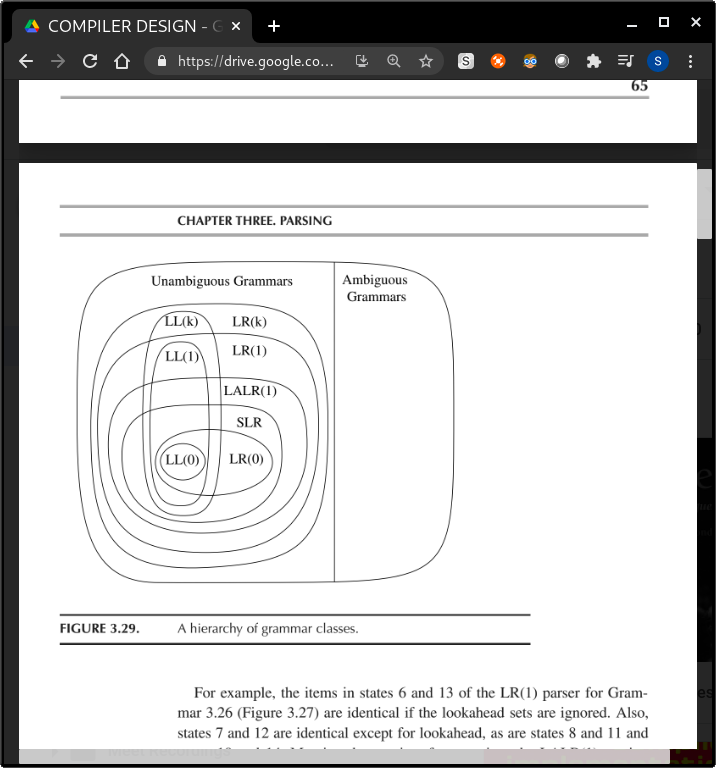 COMPILER DESIGN - G
https://drive.google.co...
S
S
65
CHAPTER THREE. PARSING
Unambiguous Grammars
Ambiguous
Grammars
LL(k)
LR(k)
LL(1)
LR(1)
LALR(1)
SLR
LL(0)
LR(0)
FIGURE 3.29. A hierarchy of grammar classes.
For example, the items in states 6 and 13 of the LR(1) parser for Gram-
mar 3.26 (Figure 3.27) are identical if the lookahead sets are ignored. Also,
states 7 and 12 are identical except for lookahead, as are states 8 and 11 and